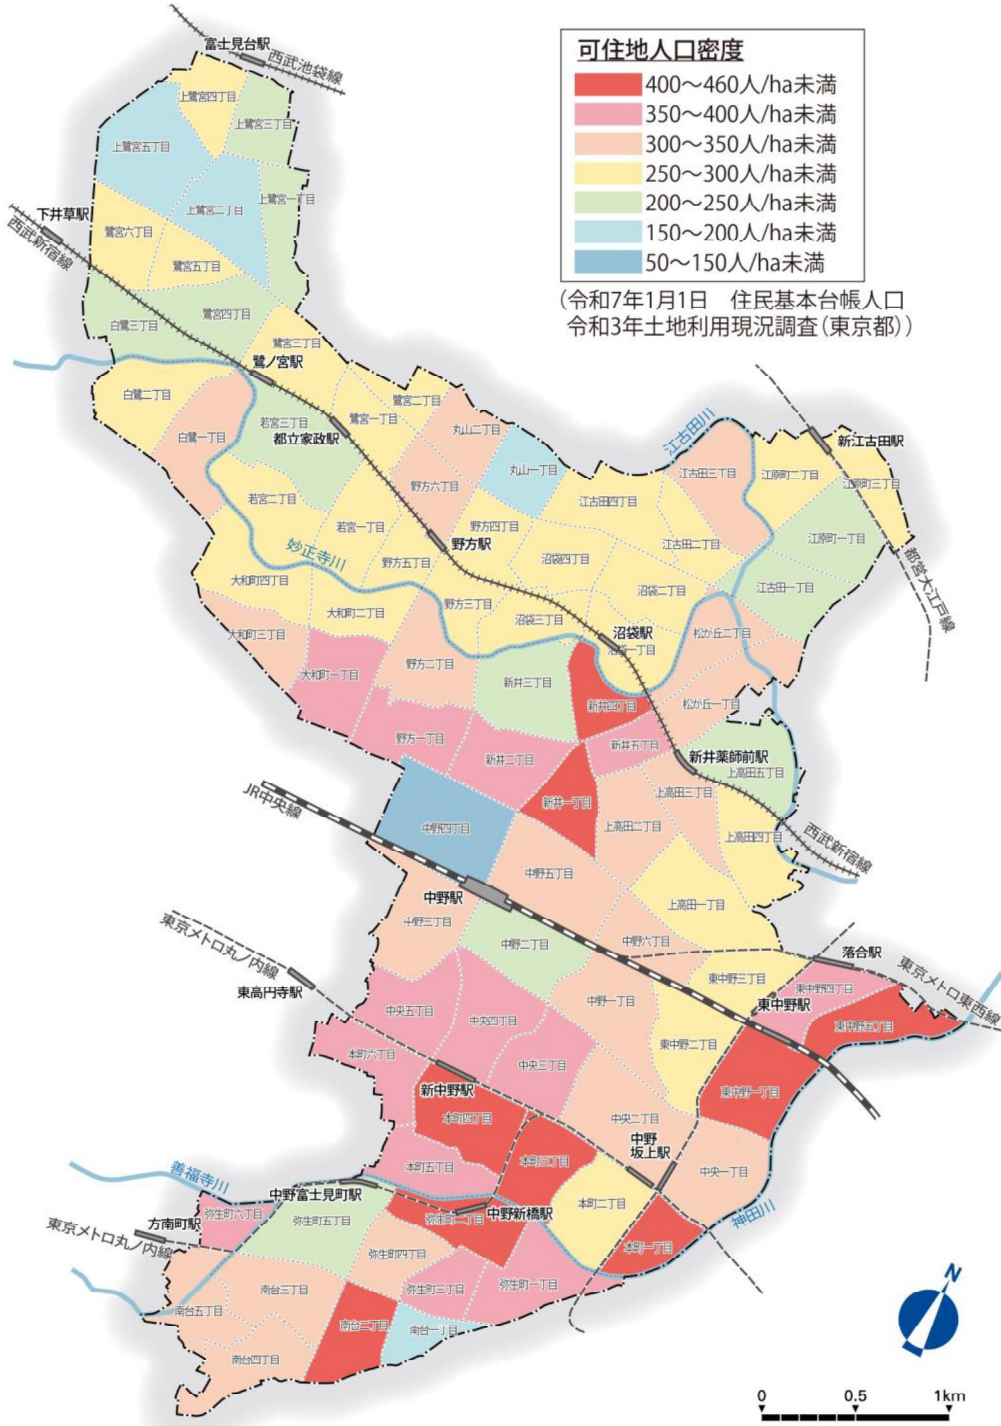 富士見台駅
西武池袋線
可住地人口密度
400～460人/ha未満
350～400人/ha未満
300～350人/ha未満
250～300人/ha未満
200～250人/ha未満
150～200人/ha未満
50～150人/ha未満
(令和7年1月1日　住民基本台帳人口
令和3年土地利用現況調査(東京都))
上鷺宮四丁目
上鷺宮三丁目
上鷺宮五丁目
上鷺宮一丁目
上鷺宮二丁目
下井草駅
西武新宿線
鷺宮六丁目
鷺宮五丁目
鷺宮四丁目
白鷺三丁目
鷺宮三丁目
鷺ノ宮駅
白鷺二丁目
鷺宮二丁目
鷺宮一丁目
若宮三丁目
都立家政駅
白鷺一丁目
丸山二丁目
江古田川
新江古田駅
丸山一丁目
江古田三丁目
江原町二丁目
江原町三丁目
野方六丁目
若宮二丁目
江古田四丁目
若宮一丁目
野方四丁目
江原町一丁目
野方駅
江古田二丁目
妙正寺川
野方五丁目
沼袋四丁目
都営大江戸線
大和町四丁目
沼袋二丁目
江古田一丁目
大和町二丁目
野方三丁目
沼袋三丁目
大和町三丁目
沼袋駅
松が丘二丁目
沼袋一丁目
野方二丁目
大和町一丁目
新井三丁目
新井四丁目
松が丘一丁目
野方一丁目
新井五丁目
新井二丁目
新井薬師前駅
上高田五丁目
JR中央線
上高田三丁目
新井一丁目
中野四丁目
上高田二丁目
上高田四丁目
西武新宿線
中野五丁目
中野駅
上高田一丁目
中野三丁目
東京メトロ丸ノ内線
中野二丁目
中野六丁目
落合駅
東高円寺駅
東中野三丁目
東京メトロ東西線
東中野四丁目
中野一丁目
東中野駅
中央五丁目
中央四丁目
東中野五丁目
東中野二丁目
本町六丁目
中央三丁目
新中野駅
東中野一丁目
本町四丁目
中央二丁目
中野
坂上駅
本町三丁目
本町五丁目
中央一丁目
善福寺川
中野富士見町駅
本町二丁目
弥生町六丁目
方南町駅
弥生町五丁目
弥生町二丁目
中野新橋駅
神田川
東京メトロ丸ノ内線
弥生町四丁目
本町一丁目
弥生町三丁目
弥生町一丁目
南台三丁目
南台五丁目
南台二丁目
南台一丁目
南台四丁目
N
0
0.5
1km